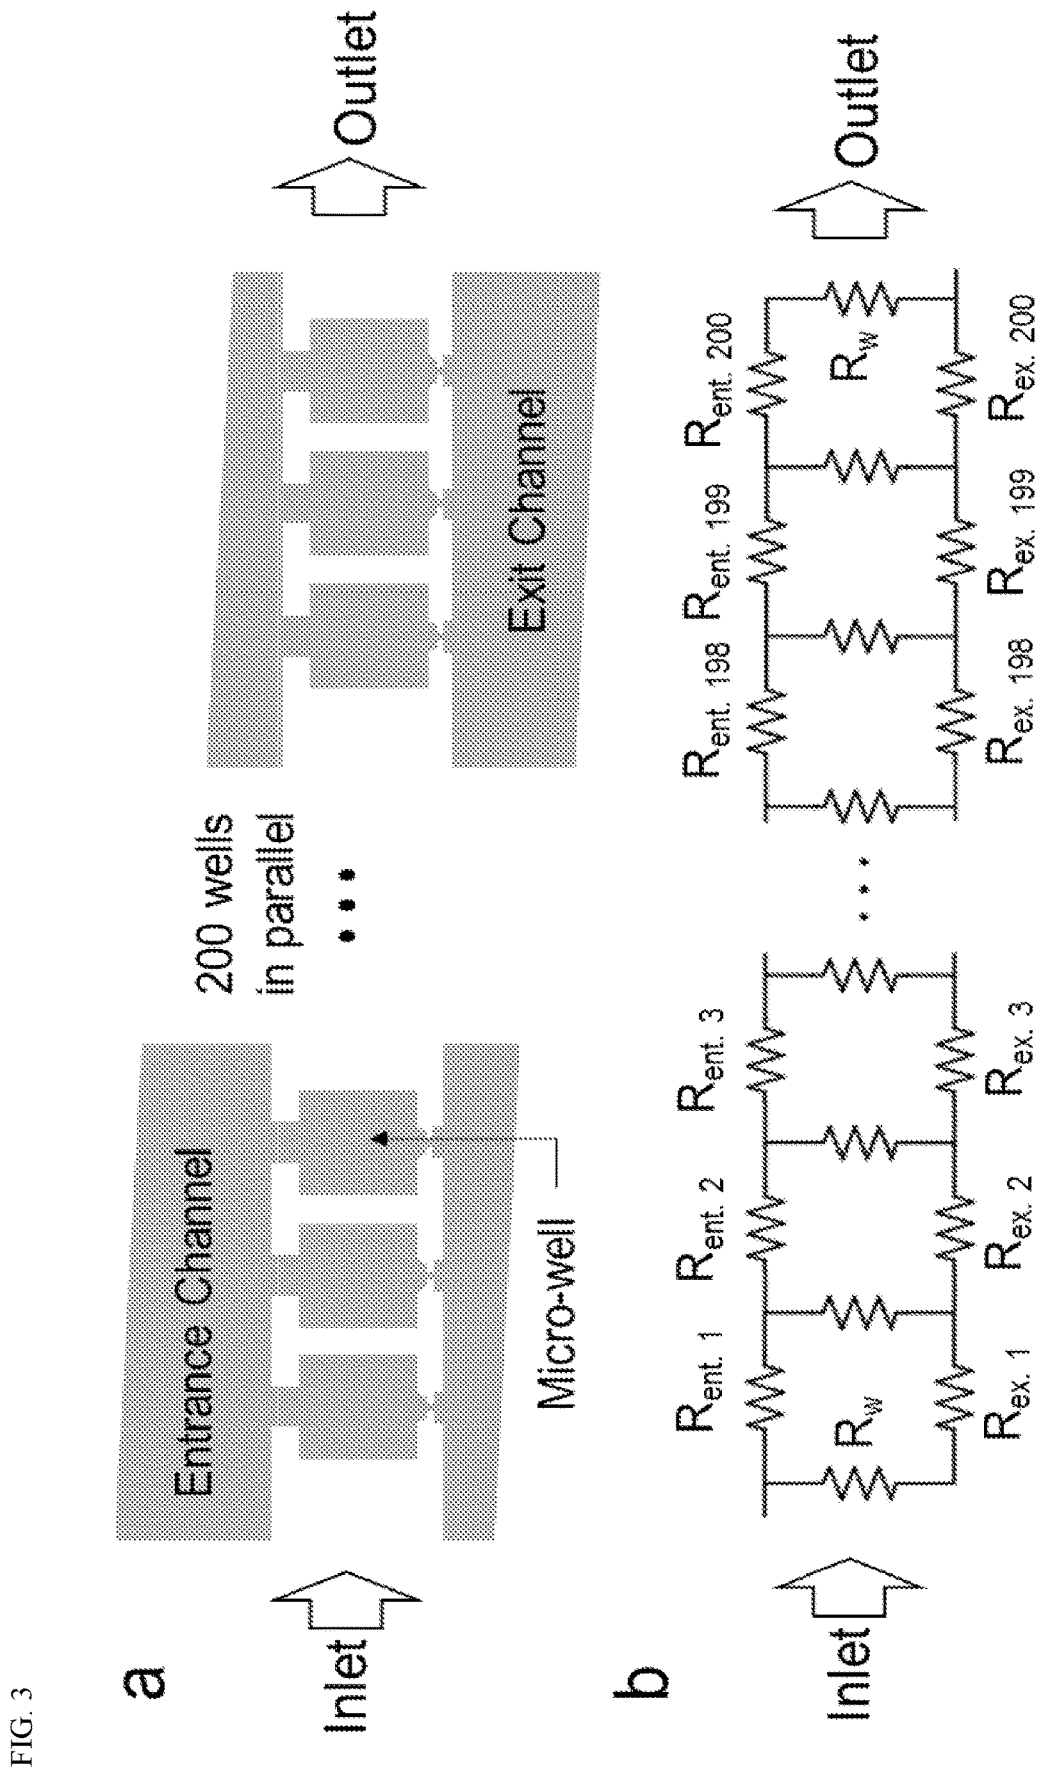 FIG. 3
a
Inlet
Entrance Channel
Micro-well
200 wells
in parallel
Exit Channel
Outlet
b
Inlet
Rent. 1
Rent. 2
Rent. 3
Rent. 198
Rent. 199
Rent. 200
Rw
Rw
Rex. 1
Rex. 2
Rex. 3
Rex. 198
Rex. 199
Rex. 200
Outlet